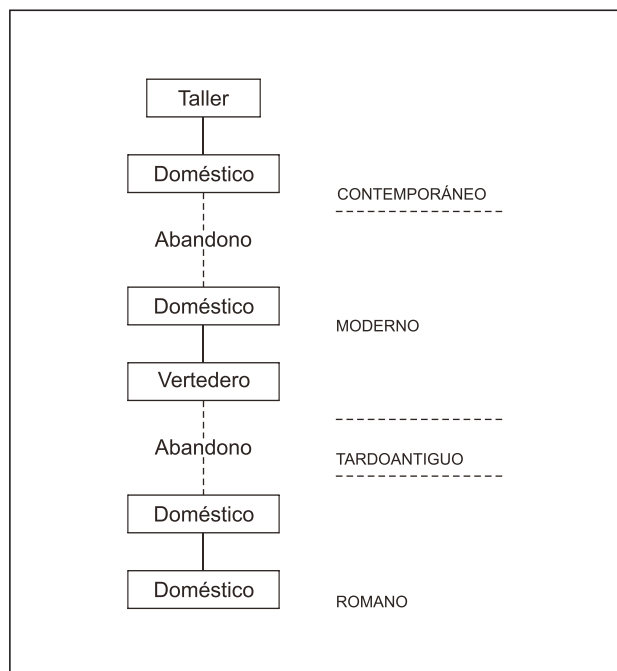 Taller
Doméstico
CONTEMPORÁNEO
Abandono
Doméstico
MODERNO
Vertedero
Abandono
TARDOANTIGUO
Doméstico
Doméstico
ROMANO